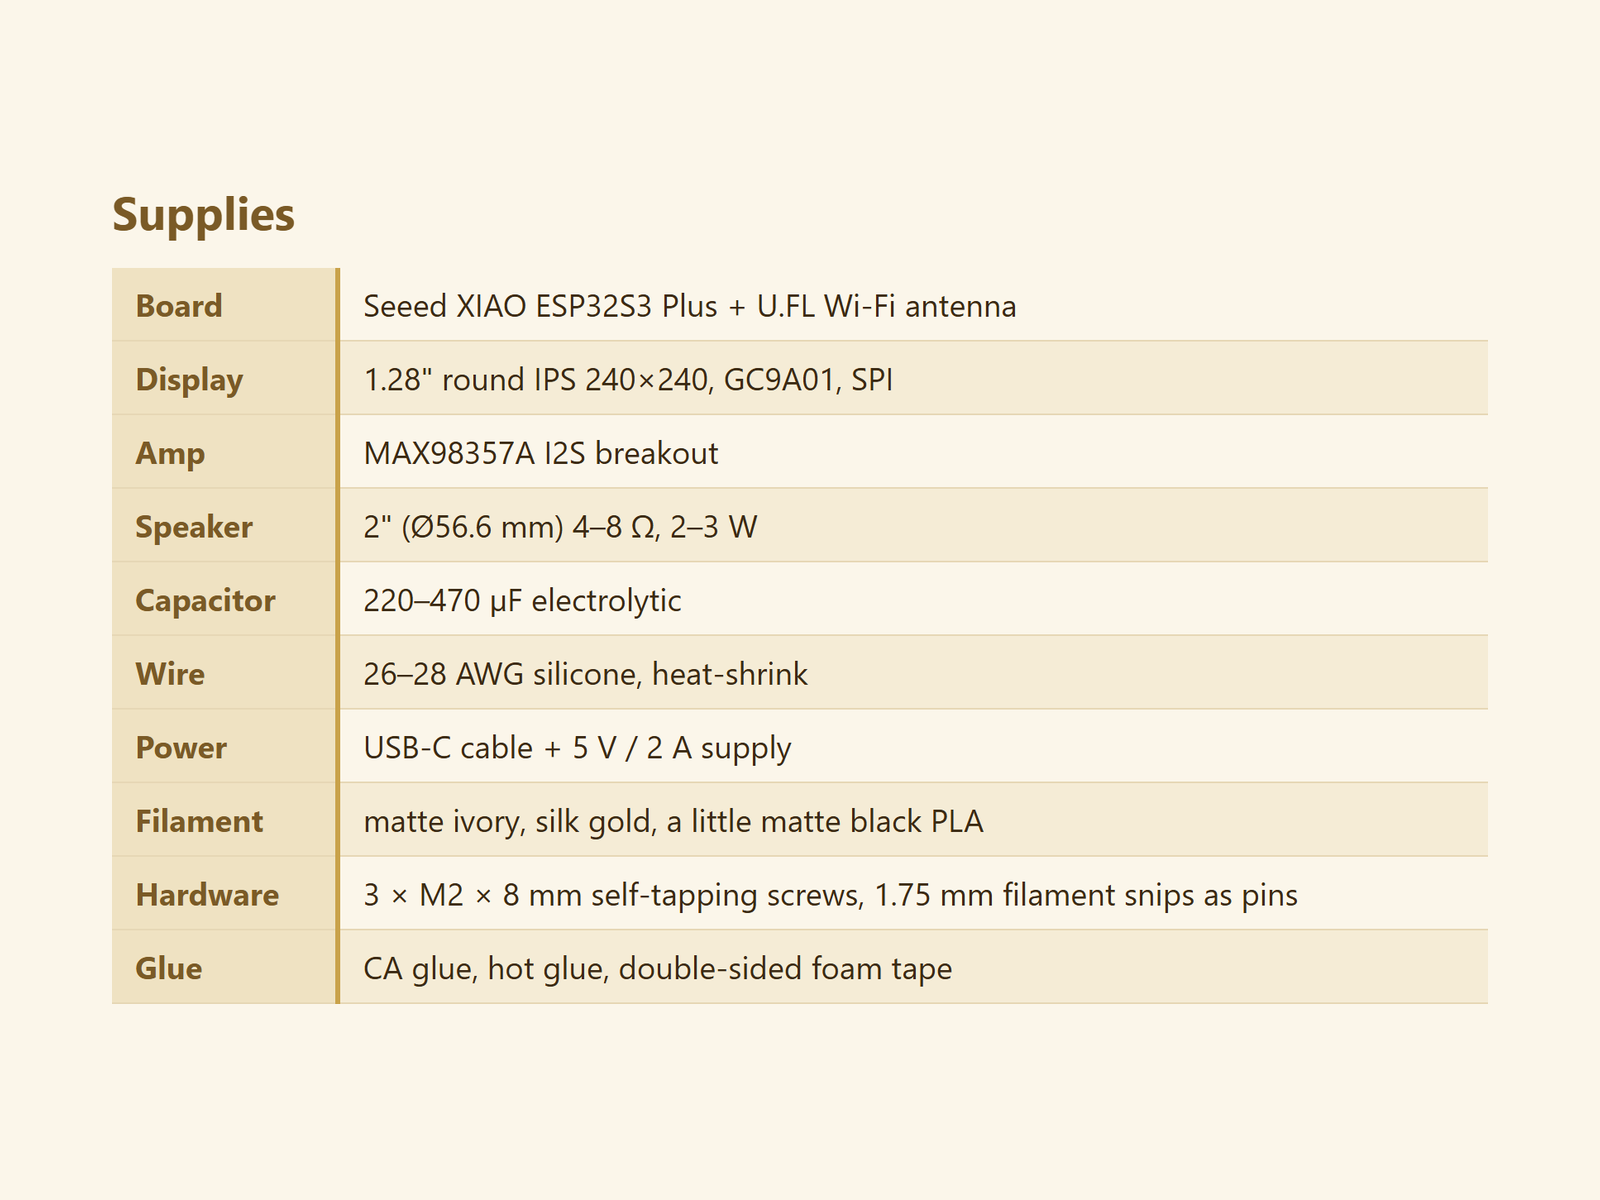 Supplies
Board Seeed XIAO ESP32S3 Plus + U.FL Wi-Fi antenna
Display 1.28" round IPS 240×240, GC9A01, SPI
Amp MAX98357A I2S breakout
Speaker 2" (Ø56.6 mm) 4–8 Ω, 2–3 W
Capacitor 220–470 µF electrolytic
Wire 26–28 AWG silicone, heat-shrink
Power USB-C cable + 5 V / 2 A supply
Filament matte ivory, silk gold, a little matte black PLA
Hardware 3 × M2 × 8 mm self-tapping screws, 1.75 mm filament snips as pins
Glue CA glue, hot glue, double-sided foam tape